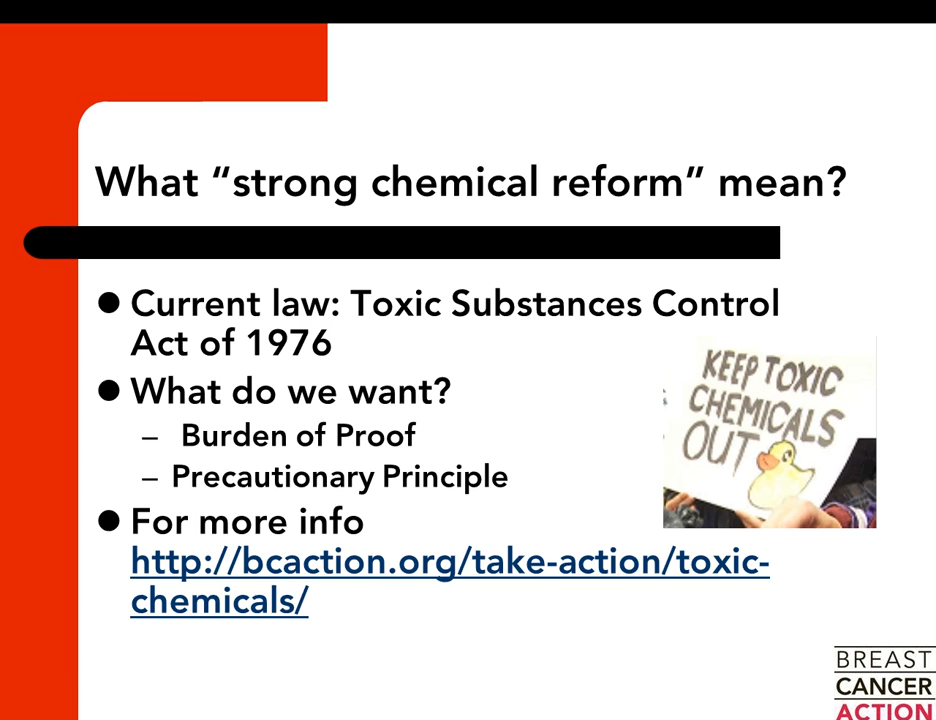 What “strong chemical reform” mean?
● Current law: Toxic Substances Control
Act of 1976
● What do we want?
– Burden of Proof
– Precautionary Principle
● For more info
http://bcaction.org/take-action/toxic-
chemicals/
KEEP TOXIC
CHEMICALS
OUT
BREAST
CANCER
ACTION